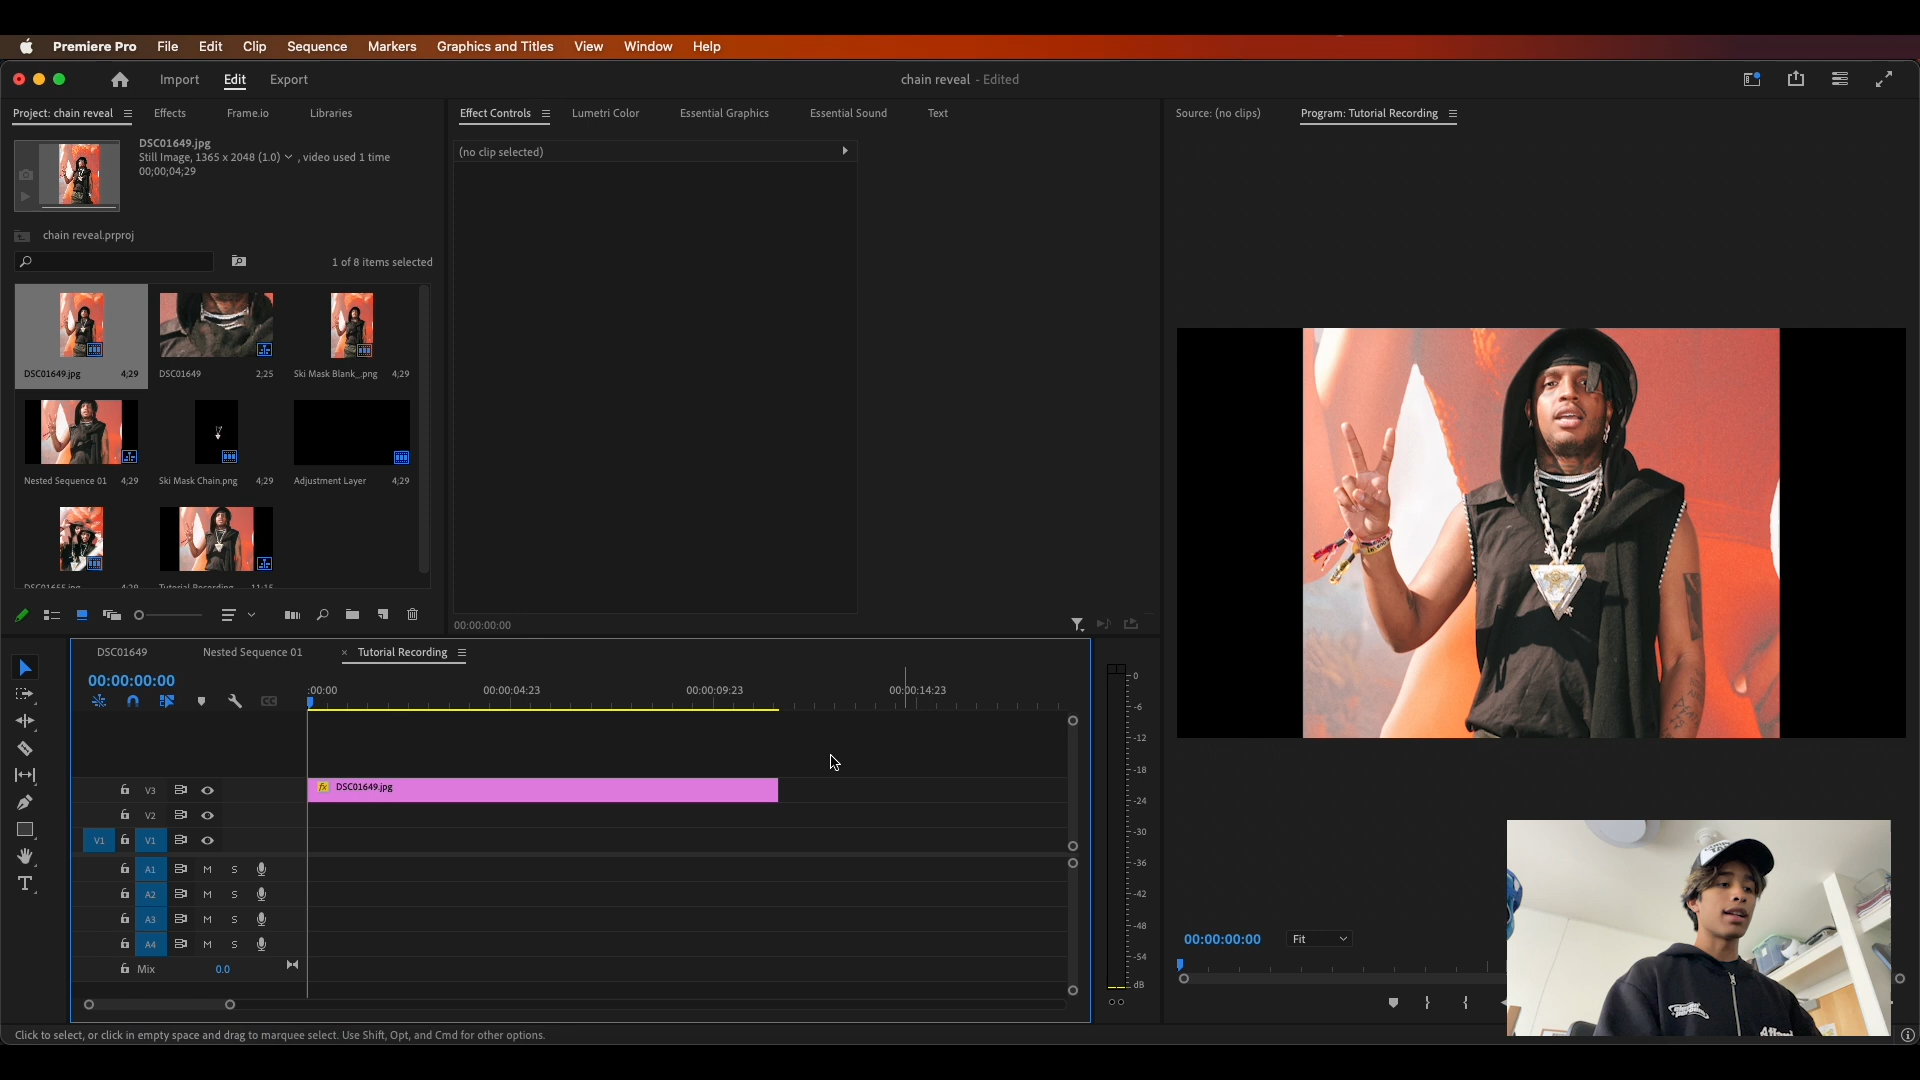 Premiere Pro File Edit Clip Sequence Markers Graphics and Titles View Window Help
Import Edit Export
chain reveal - Edited
Project: chain reveal
Effects
Frame.io
Libraries
DSC01649.jpg
Still Image, 1365 x 2048 (1.0) , video used 1 time
00;00;04;29
chain reveal.prproj
1 of 8 items selected
DSC01649.jpg 4;29
DSC01649 2;25
Ski Mask Blank_.png 4;29
Nested Sequence 01 4;29
Ski Mask Chain.png 4;29
Adjustment Layer 4;29
Tutorial Recording 11;15
Effect Controls
Lumetri Color
Essential Graphics
Essential Sound
Text
(no clip selected)
00:00:00:00
Source: (no clips)
Program: Tutorial Recording
DSC01649
Nested Sequence 01
× Tutorial Recording
00:00:00:00
:00:00
00:00:04:23
00:00:09:23
00:00:14:23
V3
fx DSC01649.jpg
V2
V1 V1
A1 M S
A2 M S
A3 M S
A4 M S
Mix 0.0
0
-6
-12
-18
-24
-30
-36
-42
-48
-54
dB
00:00:00:00
Fit
Click to select, or click in empty space and drag to marquee select. Use Shift, Opt, and Cmd for other options.